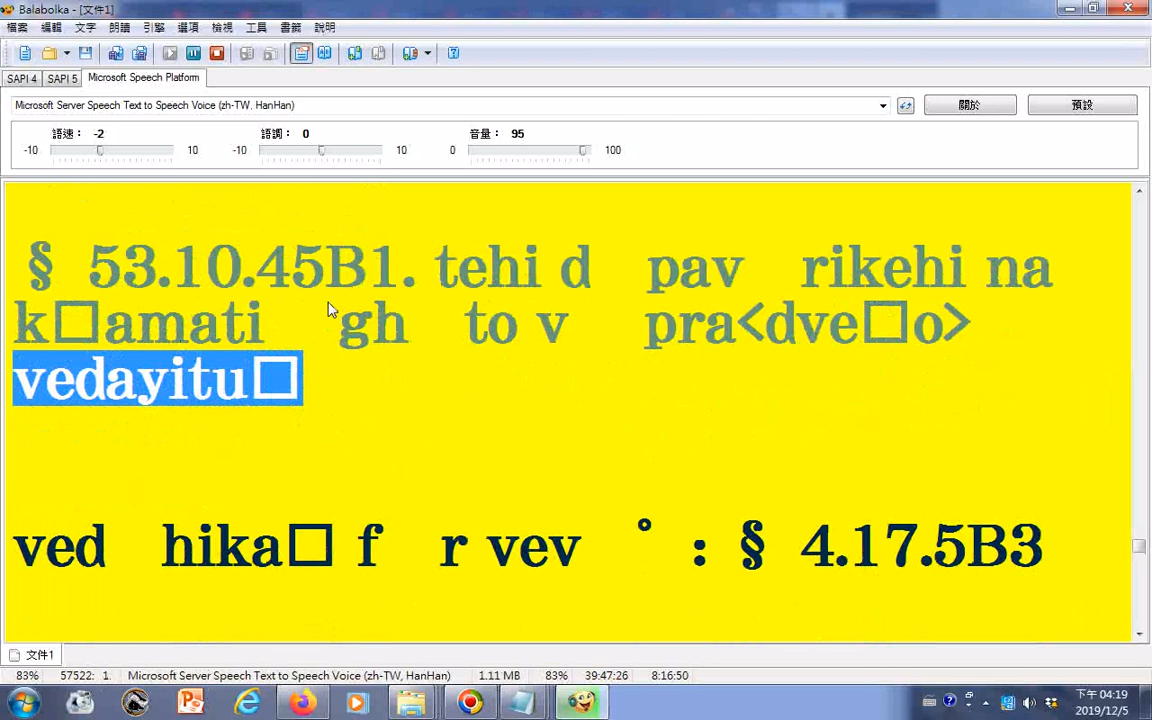 Balabolka - [文件1]
檔案 編輯 文字 朗讀 引擎 選項 檢視 工具 書籤 說明
SAPI 4 SAPI 5 Microsoft Speech Platform
Microsoft Server Speech Text to Speech Voice (zh-TW, HanHan) 關於 預設
語速： -2 語調： 0 音量： 95
-10 10 -10 10 0 100
§ 53.10.45B1. tehi d pav rikehi na
k□amati gh to v pra<dve□o>
vedayitu□
ved hika□ f r vev ° : § 4.17.5B3
文件1
83% 57522: 1. Microsoft Server Speech Text to Speech Voice (zh-TW, HanHan) 1.11 MB 83% 39:47:26 8:16:50
下午 04:19
2019/12/5